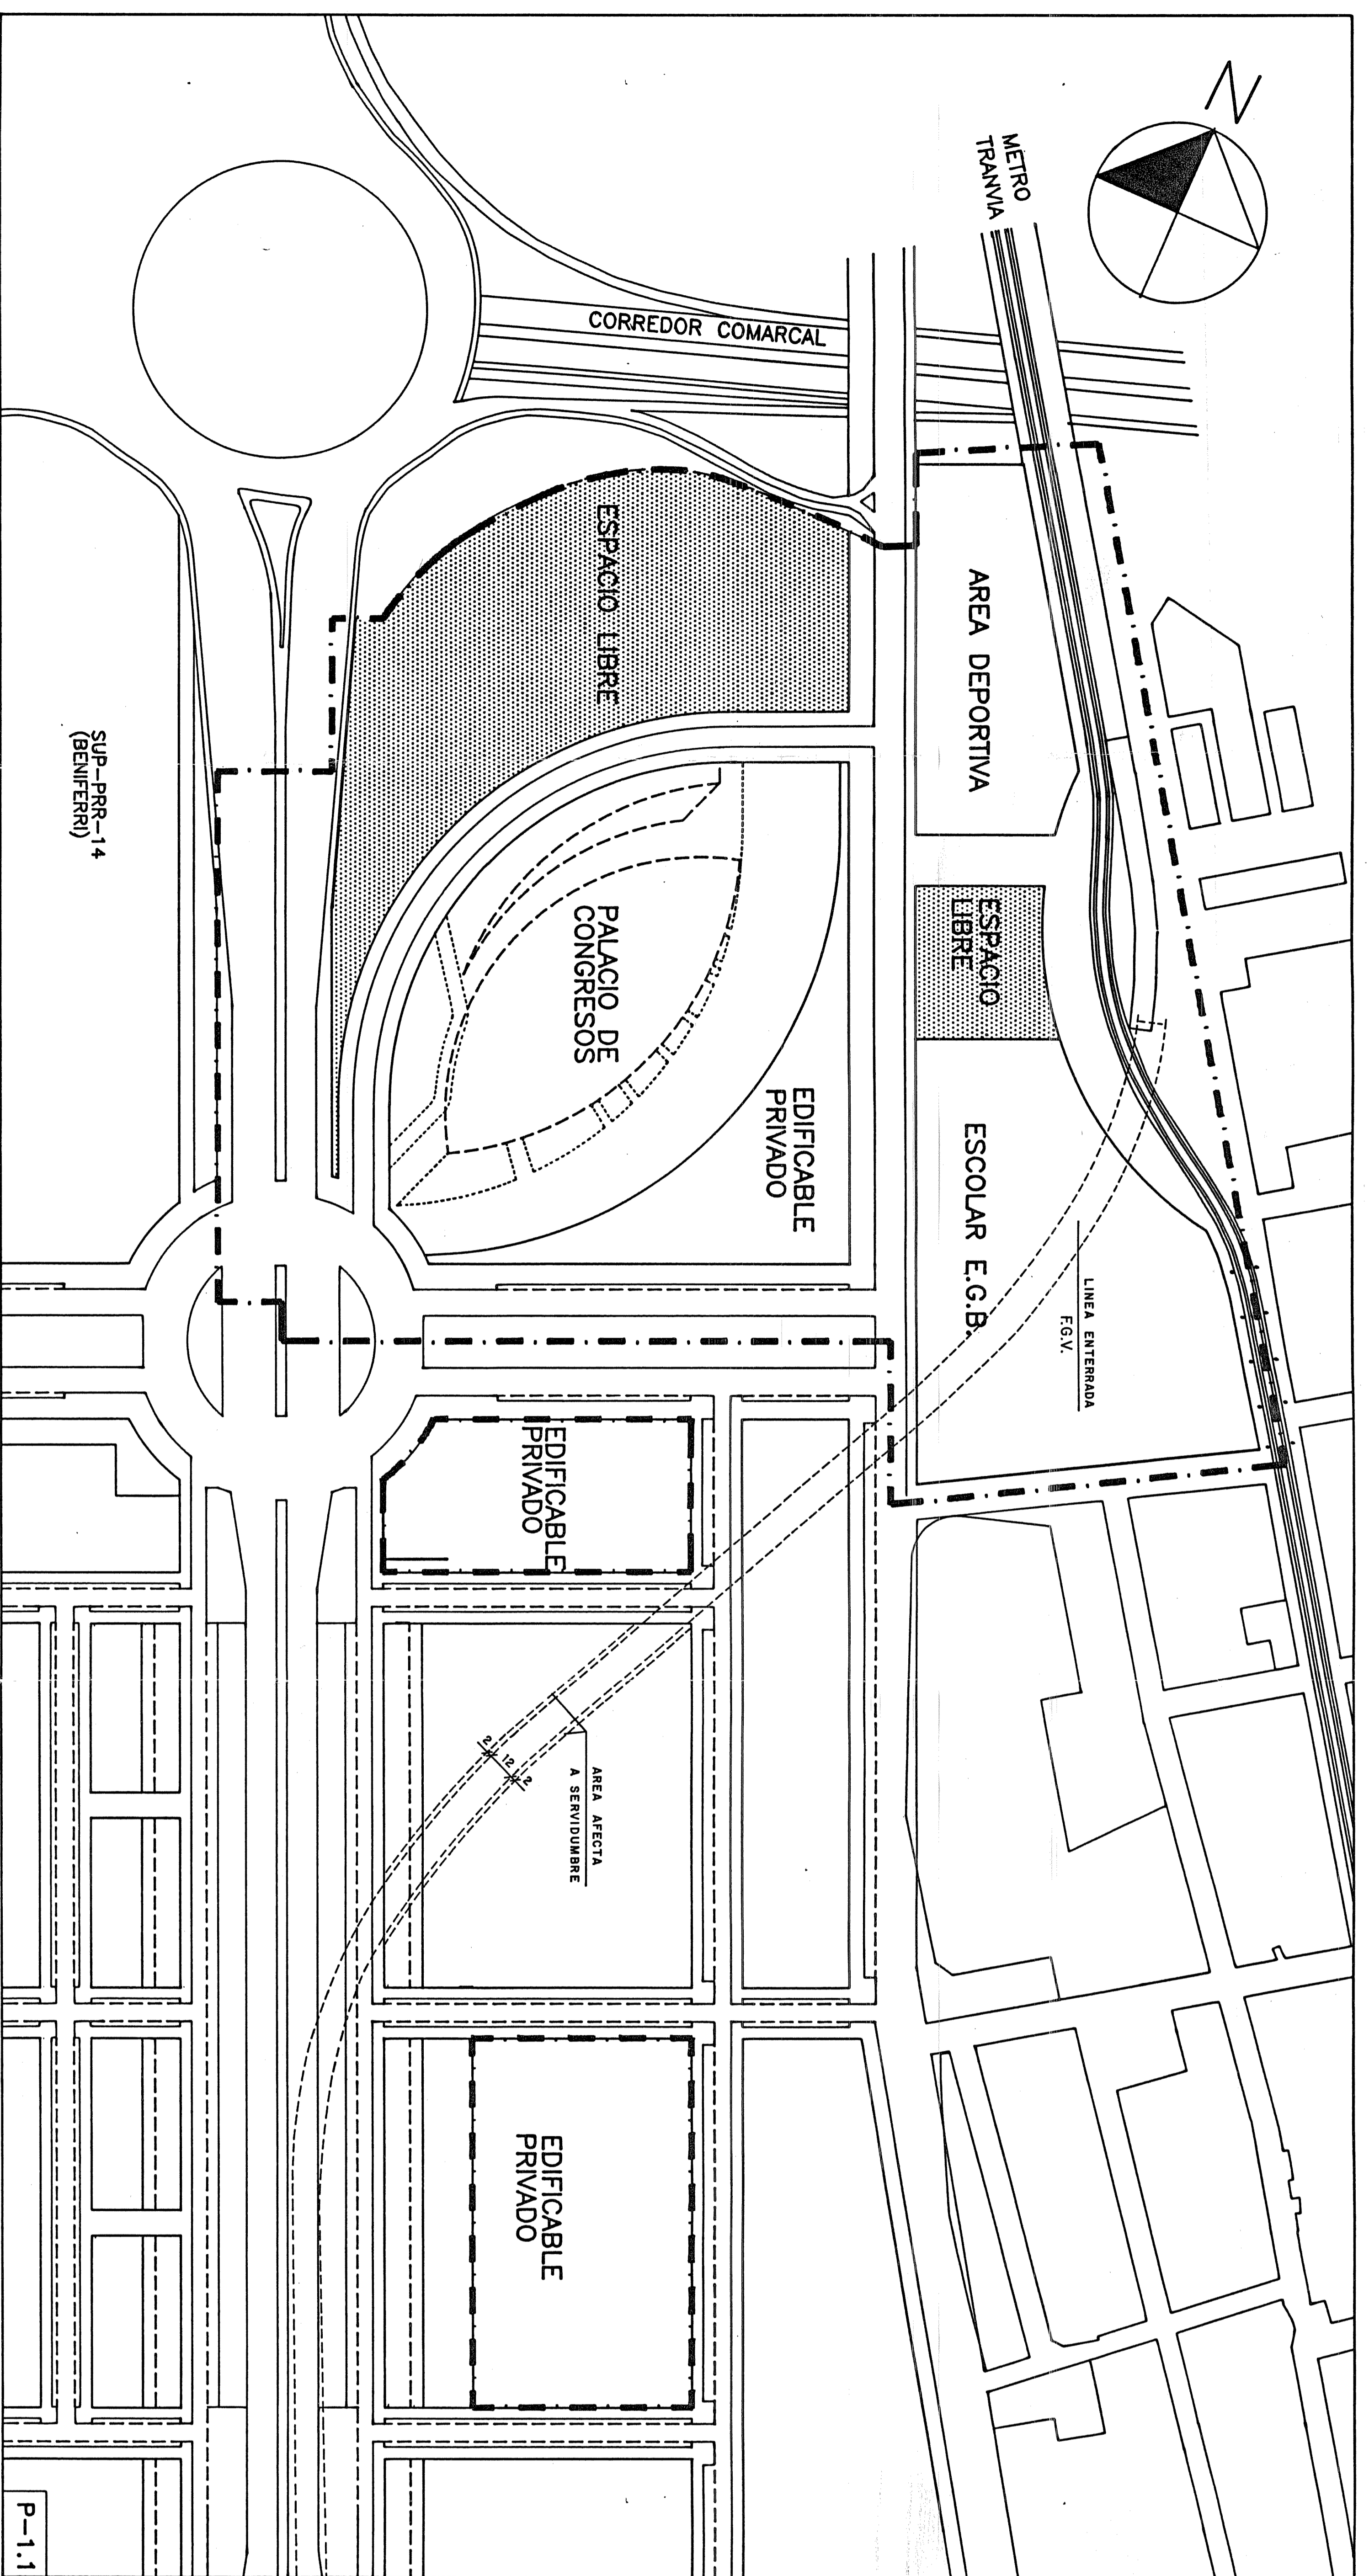 N
METRO
TRANVIA
CORREDOR COMARCAL
AREA DEPORTIVA
ESPACIO LIBRE
ESPACIO
LIBRE
PALACIO DE
CONGRESOS
EDIFICABLE
PRIVADO
ESCOLAR E.G.B.
LINEA ENTERRADA
F.G.V.
SUP-PRR-14
(BENIFERRI)
EDIFICABLE
PRIVADO
AREA AFECTA
A SERVIDUMBRE
2 12 2
EDIFICABLE
PRIVADO
P-1.1